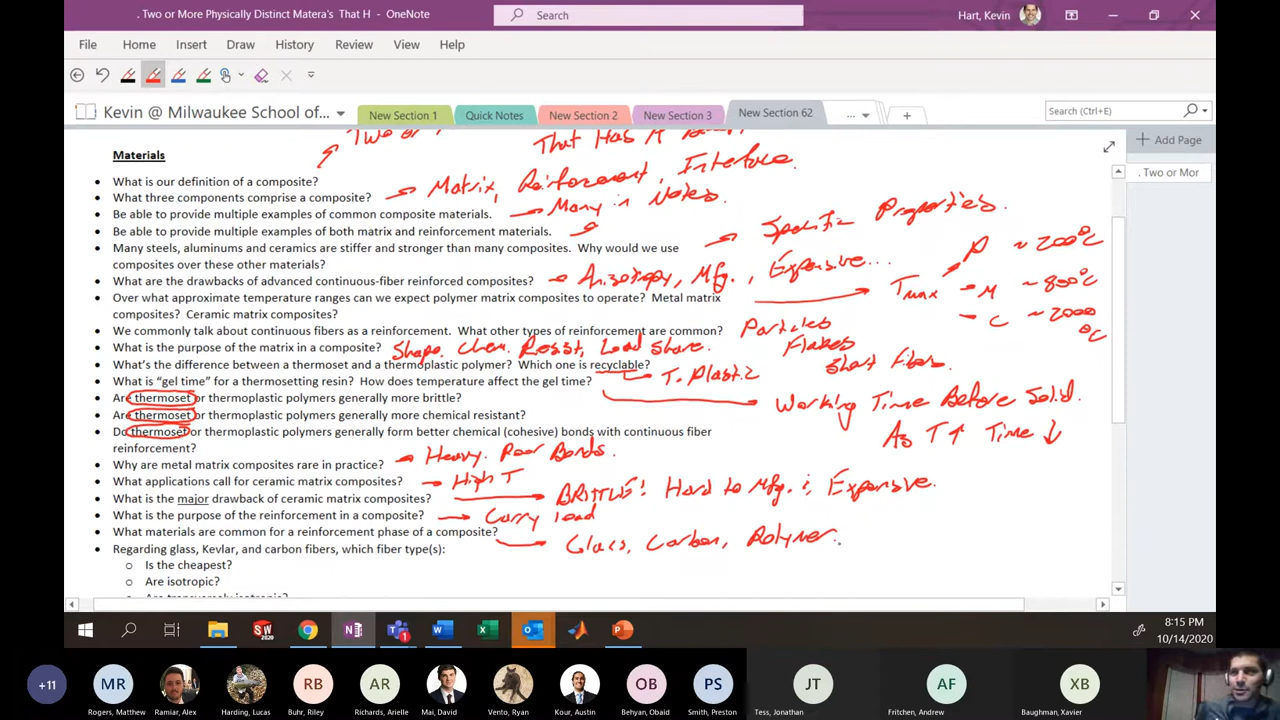 . Two or More Physically Distinct Matera's That H - OneNote
Search
Hart, Kevin
File Home Insert Draw History Review View Help
Kevin @ Milwaukee School of...
New Section 1
Quick Notes
New Section 2
New Section 3
New Section 62
...
Search (Ctrl+E)
Add Page
. Two or Mor
Two or
That Has A
Materials
• What is our definition of a composite?
• What three components comprise a composite?
Matrix, Reinforcement, Interface
• Be able to provide multiple examples of common composite materials.
Many in Notes.
• Be able to provide multiple examples of both matrix and reinforcement materials.
• Many steels, aluminums and ceramics are stiffer and stronger than many composites. Why would we use
composites over these other materials?
Specific Properties.
• What are the drawbacks of advanced continuous-fiber reinforced composites?
Anisotropy, Mfg., Expensive...
• Over what approximate temperature ranges can we expect polymer matrix composites to operate? Metal matrix
composites? Ceramic matrix composites?
Tmax
P ~200°C
M ~800°C
C ~2000
°C
• We commonly talk about continuous fibers as a reinforcement. What other types of reinforcement are common?
Particles
Flakes
Short Fibers.
• What is the purpose of the matrix in a composite?
Shape. Chem. Resist, Load Share.
• What's the difference between a thermoset and a thermoplastic polymer? Which one is recyclable?
T. Plastic
• What is "gel time" for a thermosetting resin? How does temperature affect the gel time?
Working Time Before Solid.
As T↑ Time ↓
• Are thermoset or thermoplastic polymers generally more brittle?
• Are thermoset or thermoplastic polymers generally more chemical resistant?
• Do thermoset or thermoplastic polymers generally form better chemical (cohesive) bonds with continuous fiber
reinforcement?
• Why are metal matrix composites rare in practice?
Heavy. Poor Bonds.
• What applications call for ceramic matrix composites?
High T
• What is the major drawback of ceramic matrix composites?
BRITTLE! Hard to Mfg. & Expensive.
• What is the purpose of the reinforcement in a composite?
Carry load
• What materials are common for a reinforcement phase of a composite?
Glass, Carbon, Polymer.
• Regarding glass, Kevlar, and carbon fibers, which fiber type(s):
o Is the cheapest?
o Are isotropic?
o Are transversely isotropic?
8:15 PM
10/14/2020
+11
MR
RB
AR
OB
PS
JT
AF
XB
Rogers, Matthew
Ramiar, Alex
Harding, Lucas
Buhr, Riley
Richards, Arielle
Mai, David
Vento, Ryan
Kour, Austin
Behyan, Obaid
Smith, Preston
Tess, Jonathan
Fritchen, Andrew
Baughman, Xavier